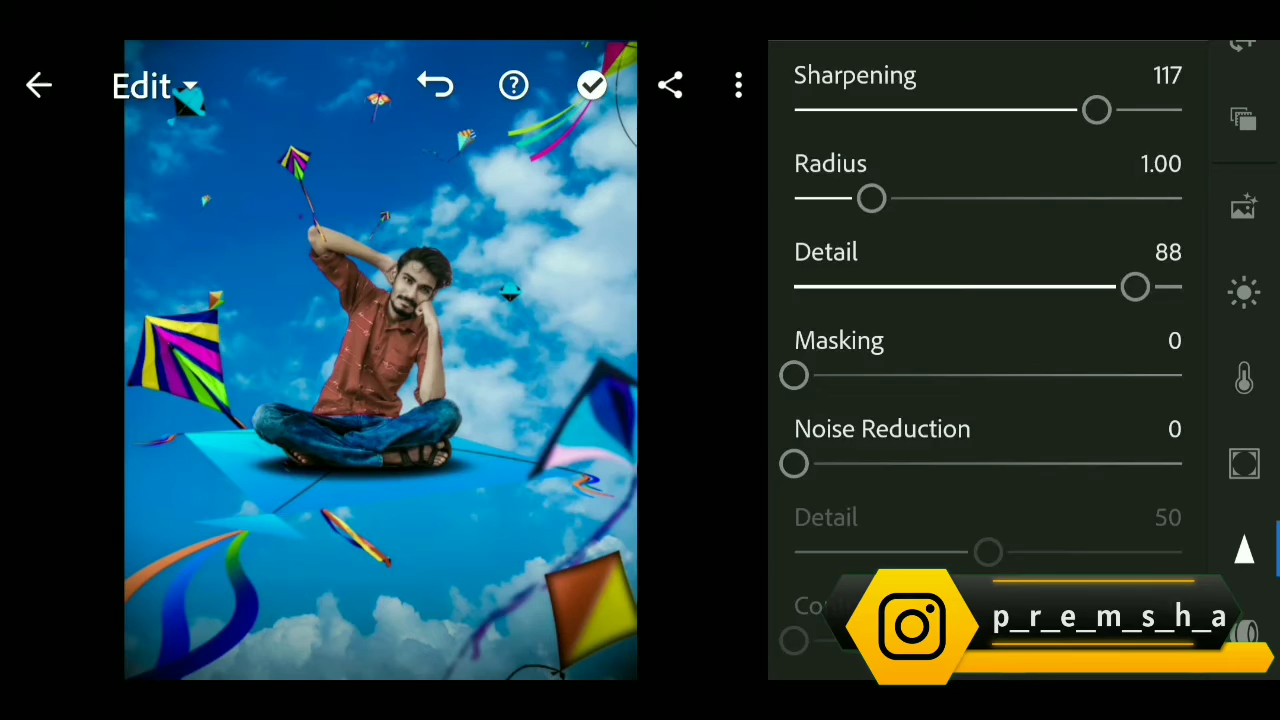 Edit
Sharpening 117
Radius 1.00
Detail 88
Masking 0
Noise Reduction 0
Detail 50
p_r_e_m_s_h_a